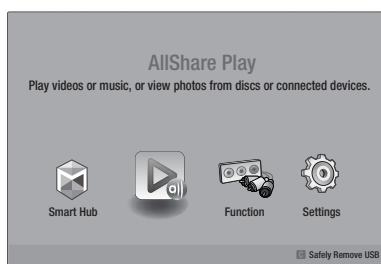 AllShare Play
Play videos or music, or view photos from discs or connected devices.
Smart Hub
Function
Settings
Safely Remove USB